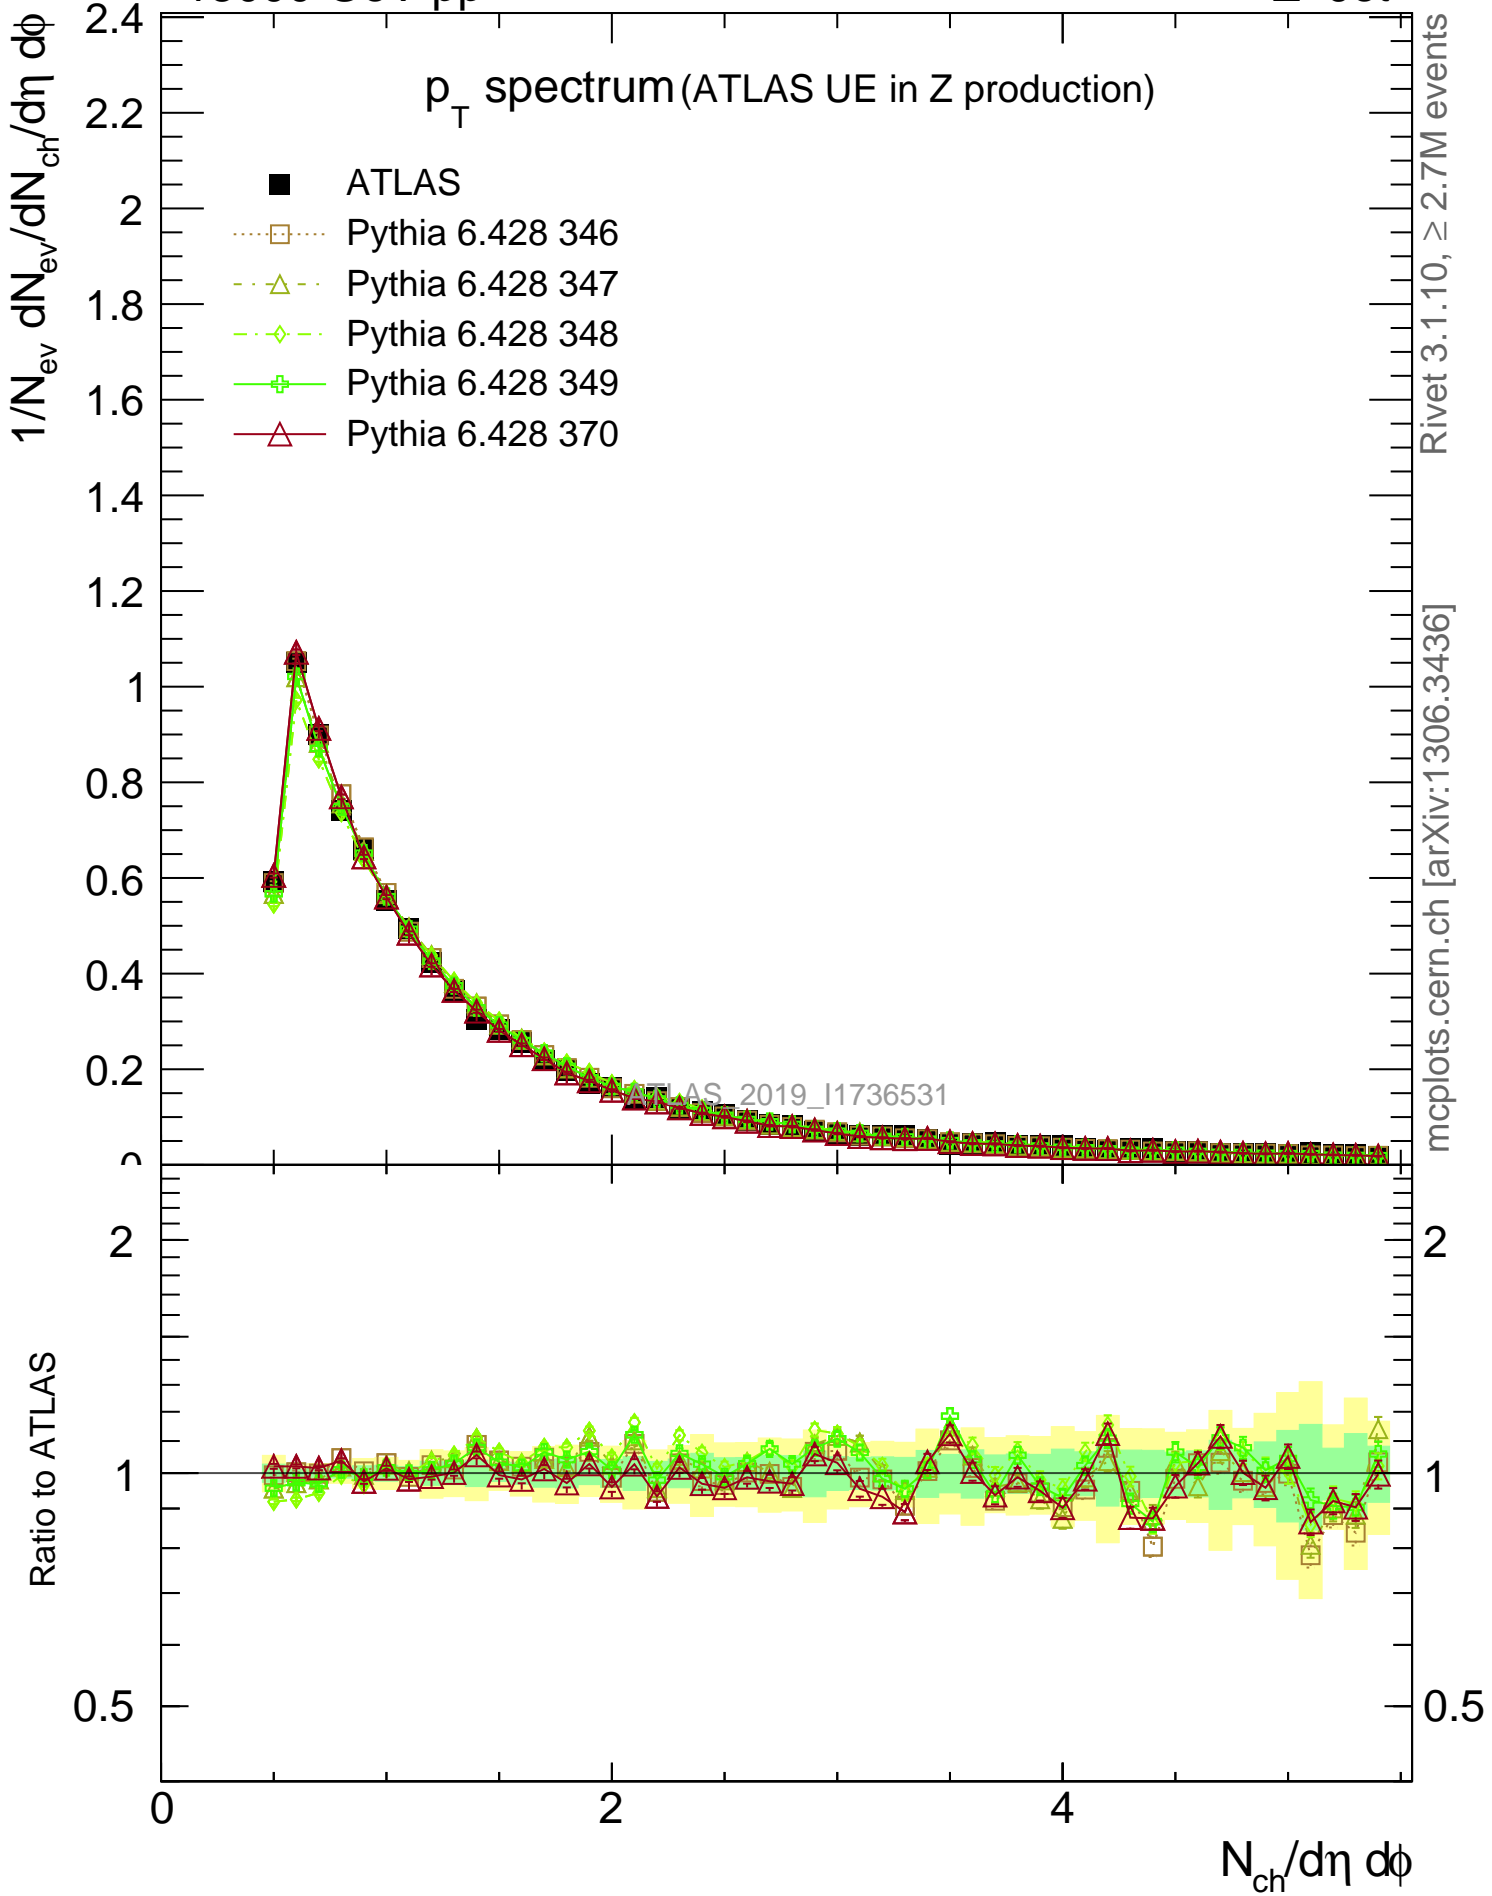 1/N_ev dN_ev/dN_ch/dη dϕ
p_T spectrum (ATLAS UE in Z production)
ATLAS
Pythia 6.428 346
Pythia 6.428 347
Pythia 6.428 348
Pythia 6.428 349
Pythia 6.428 370
2.4
2.2
2
1.8
1.6
1.4
1.2
1
0.8
0.6
0.4
0.2
0
ATLAS_2019_I1736531
Rivet 3.1.10, ≥ 2.7M events
mcplots.cern.ch [arXiv:1306.3436]
Ratio to ATLAS
2
1
0.5
2
1
0.5
0
2
4
N_ch/dη dϕ